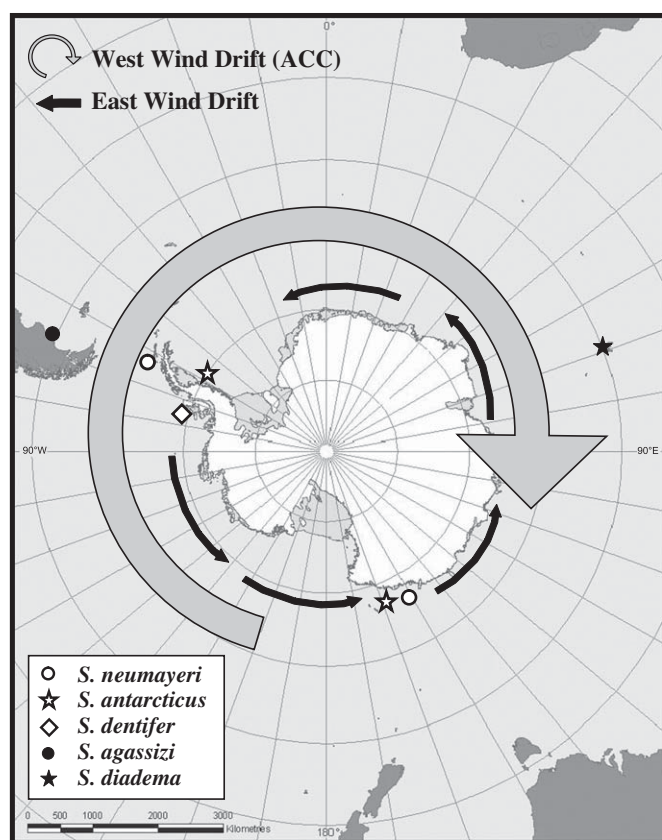 0°
West Wind Drift (ACC)
East Wind Drift
90°W
90°E
S. neumayeri
S. antarcticus
S. dentifer
S. agassizi
S. diadema
0 500 1000 2000 3000
Kilometres
180°